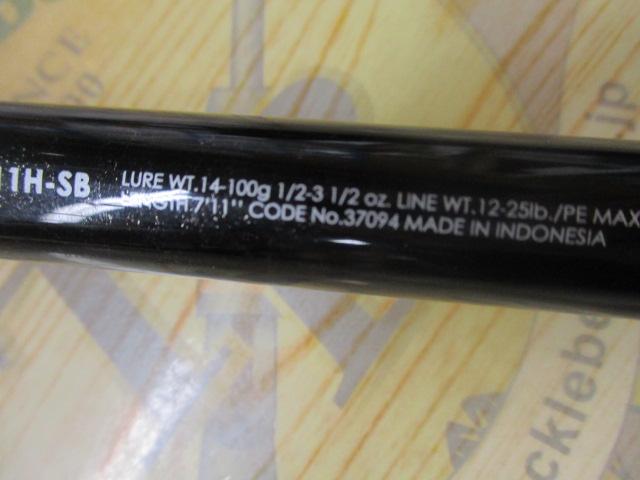 11H-SB LURE WT.14-100g 1/2-3 1/2 oz. LINE WT.12-25lb./PE MAX
LENGTH 7'11" .CODE No.37094 MADE IN INDONESIA